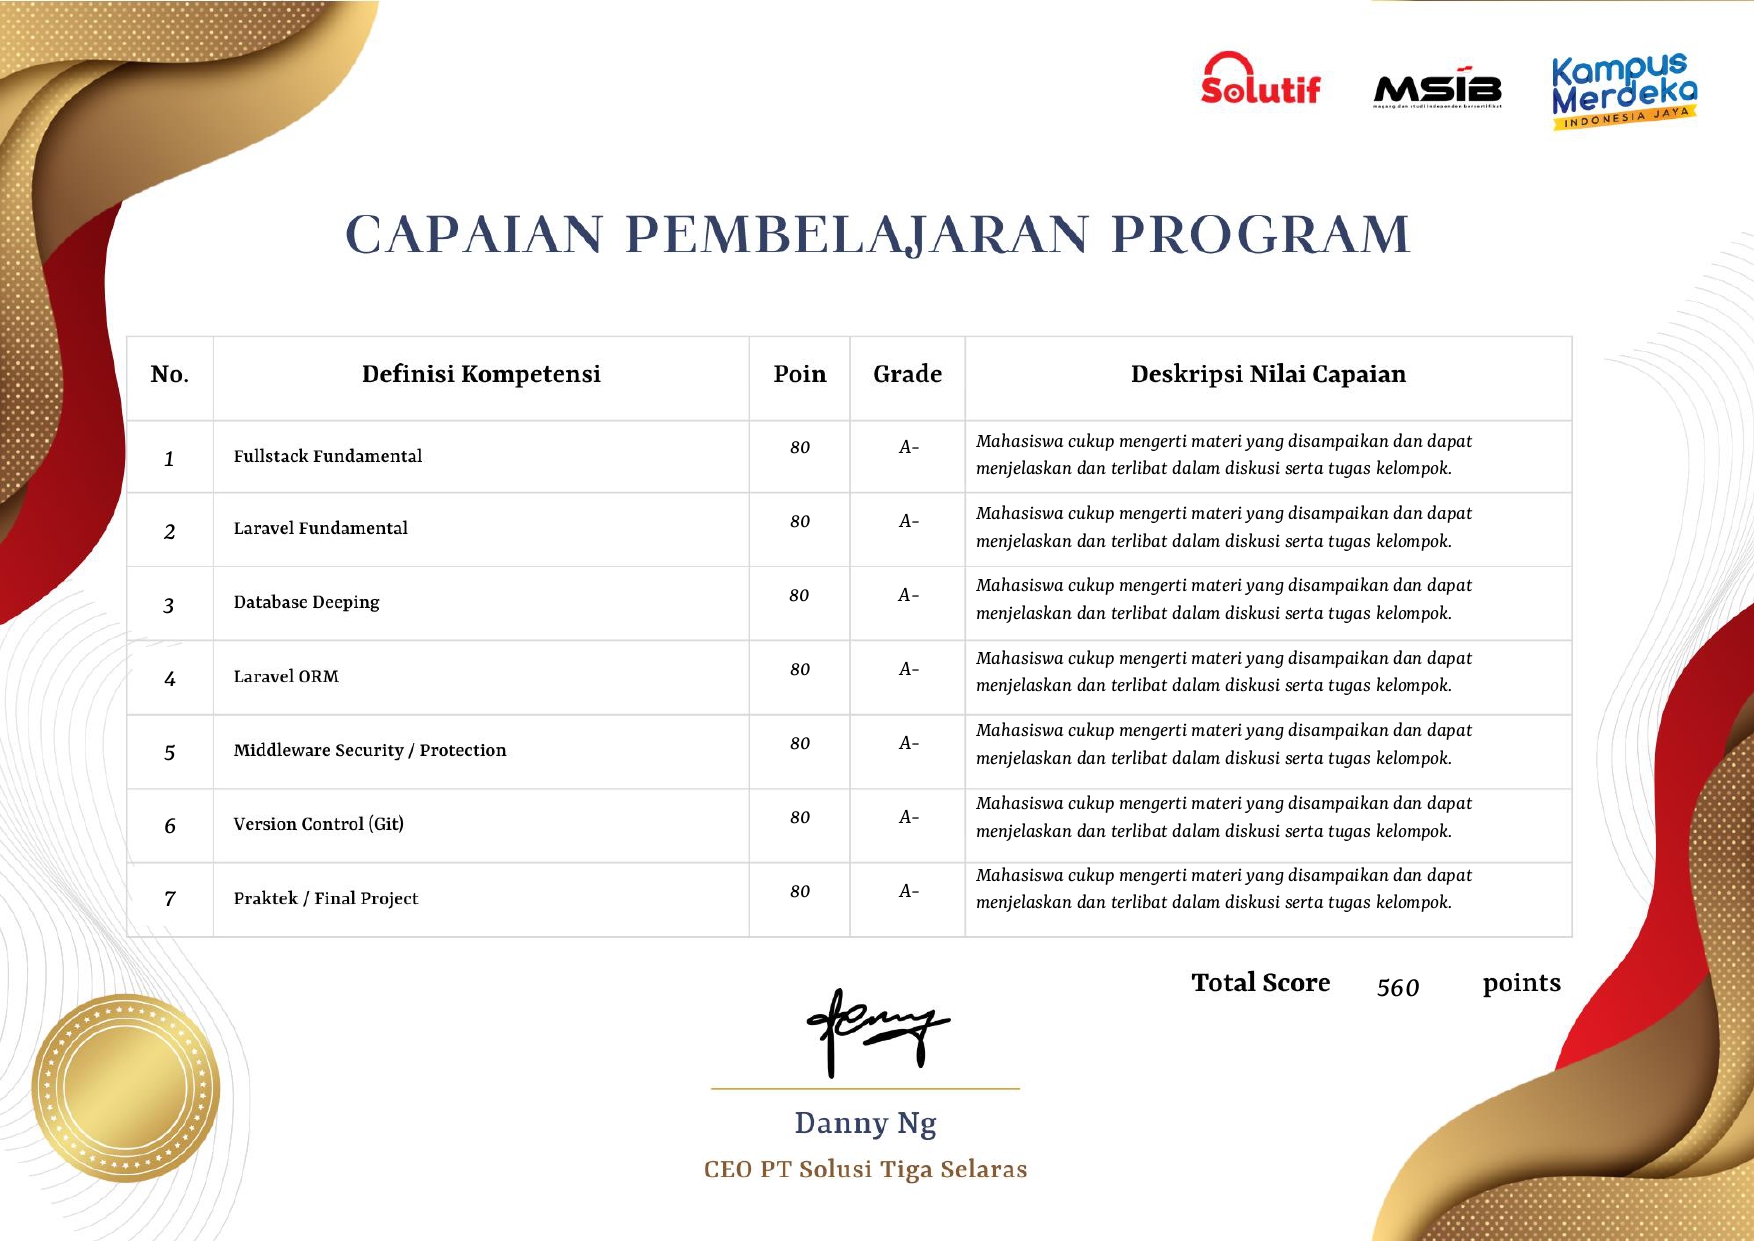 Solutif
MSIB
magang dan studi independen bersertifikat
Kampus
Merdeka
INDONESIA JAYA
CAPAIAN PEMBELAJARAN PROGRAM
No. Definisi Kompetensi Poin Grade Deskripsi Nilai Capaian
1 Fullstack Fundamental 80 A- Mahasiswa cukup mengerti materi yang disampaikan dan dapat
menjelaskan dan terlibat dalam diskusi serta tugas kelompok.
2 Laravel Fundamental 80 A- Mahasiswa cukup mengerti materi yang disampaikan dan dapat
menjelaskan dan terlibat dalam diskusi serta tugas kelompok.
3 Database Deeping 80 A- Mahasiswa cukup mengerti materi yang disampaikan dan dapat
menjelaskan dan terlibat dalam diskusi serta tugas kelompok.
4 Laravel ORM 80 A- Mahasiswa cukup mengerti materi yang disampaikan dan dapat
menjelaskan dan terlibat dalam diskusi serta tugas kelompok.
5 Middleware Security / Protection 80 A- Mahasiswa cukup mengerti materi yang disampaikan dan dapat
menjelaskan dan terlibat dalam diskusi serta tugas kelompok.
6 Version Control (Git) 80 A- Mahasiswa cukup mengerti materi yang disampaikan dan dapat
menjelaskan dan terlibat dalam diskusi serta tugas kelompok.
7 Praktek / Final Project 80 A- Mahasiswa cukup mengerti materi yang disampaikan dan dapat
menjelaskan dan terlibat dalam diskusi serta tugas kelompok.
Total Score 560 points
Danny Ng
CEO PT Solusi Tiga Selaras